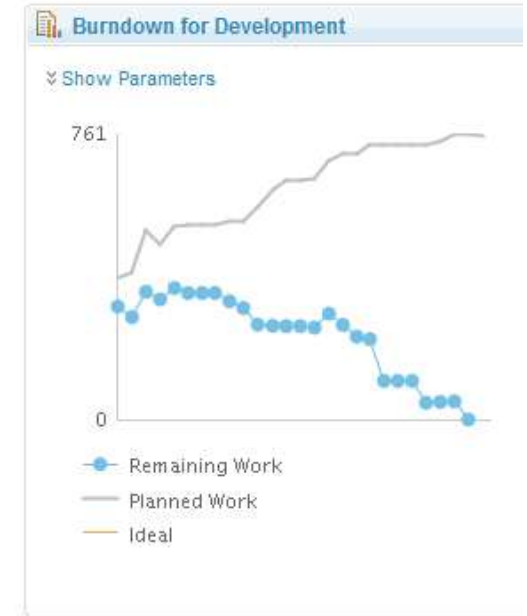 Burndown for Development
Show Parameters
761
0
Remaining Work
Planned Work
Ideal